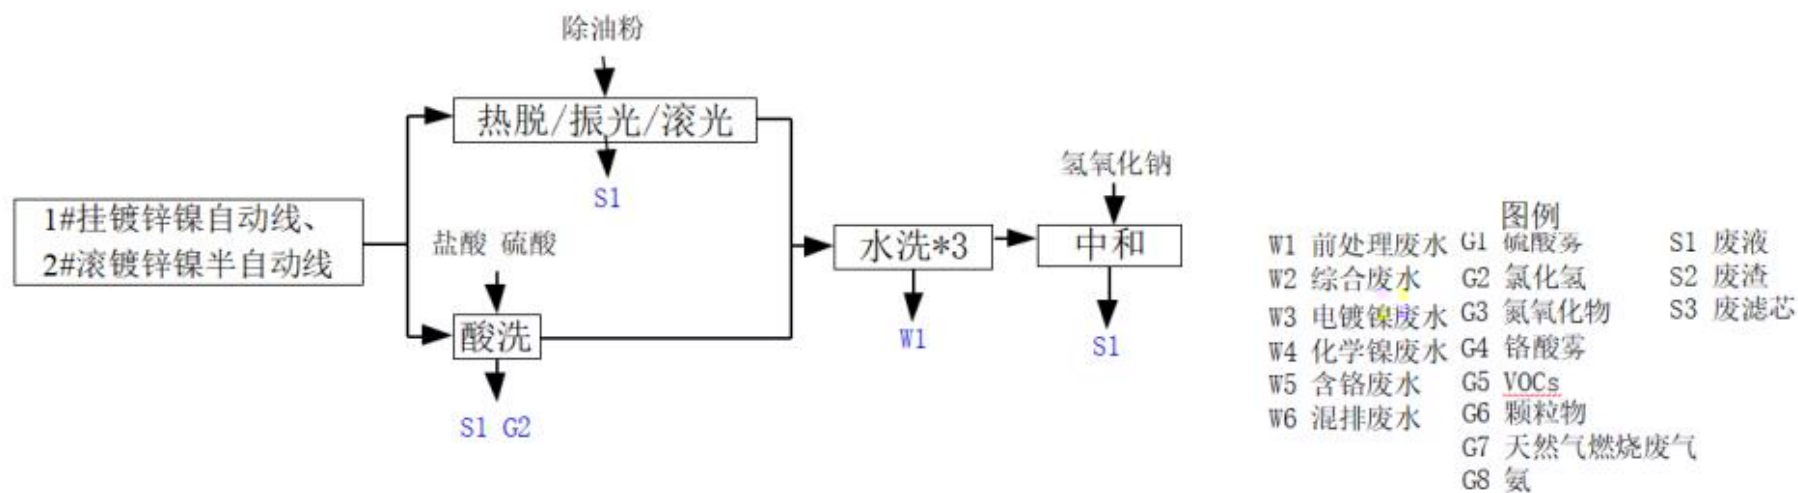 除油粉
热脱/振光/滚光
S1
1#挂镀锌镍自动线、
2#滚镀锌镍半自动线
盐酸 硫酸
酸洗
S1 G2
水洗*3
W1
氢氧化钠
中和
S1
图例
W1 前处理废水 G1 硫酸雾 S1 废液
W2 综合废水 G2 氯化氢 S2 废渣
W3 电镀镍废水 G3 氮氧化物 S3 废滤芯
W4 化学镍废水 G4 铬酸雾
W5 含铬废水 G5 VOCs
W6 混排废水 G6 颗粒物
G7 天然气燃烧废气
G8 氨